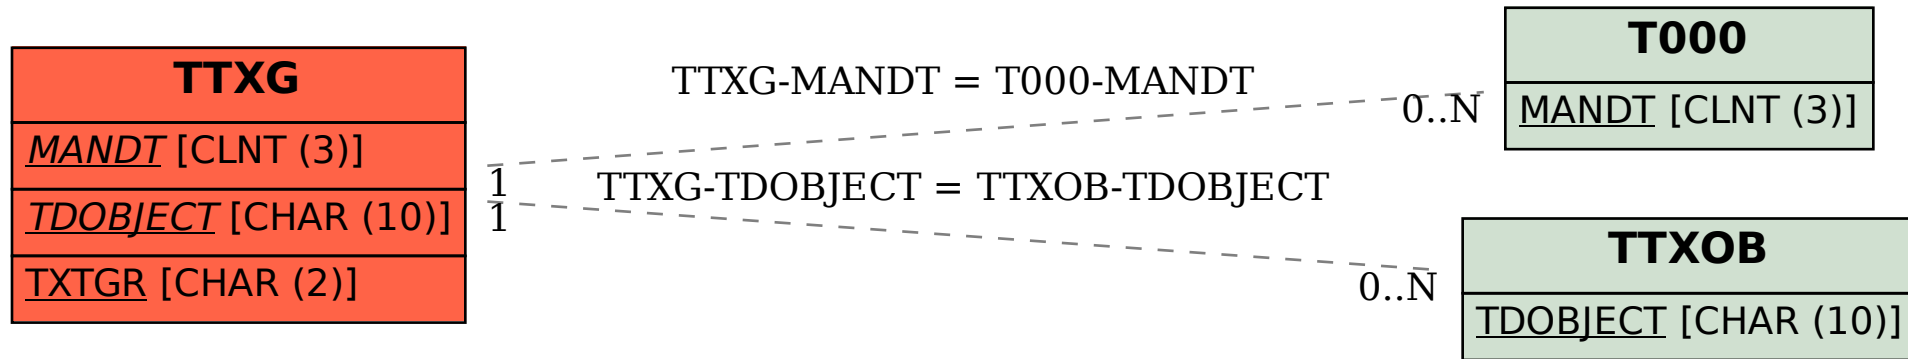 TTXG
MANDT [CLNT (3)]
TDOBJECT [CHAR (10)]
TXTGR [CHAR (2)]
TTXG-MANDT = T000-MANDT
1
0..N
TTXG-TDOBJECT = TTXOB-TDOBJECT
1
0..N
T000
MANDT [CLNT (3)]
TTXOB
TDOBJECT [CHAR (10)]